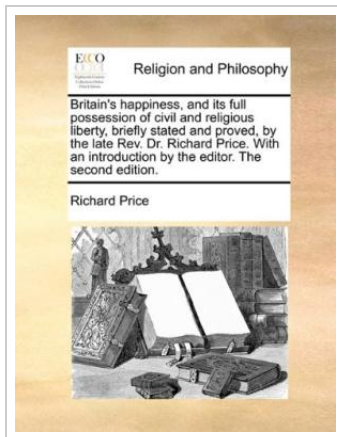 ECCO
Religion and Philosophy
Britain's happiness, and its full
possession of civil and religious
liberty, briefly stated and proved, by
the late Rev. Dr. Richard Price. With
an introduction by the editor. The
second edition.
Richard Price